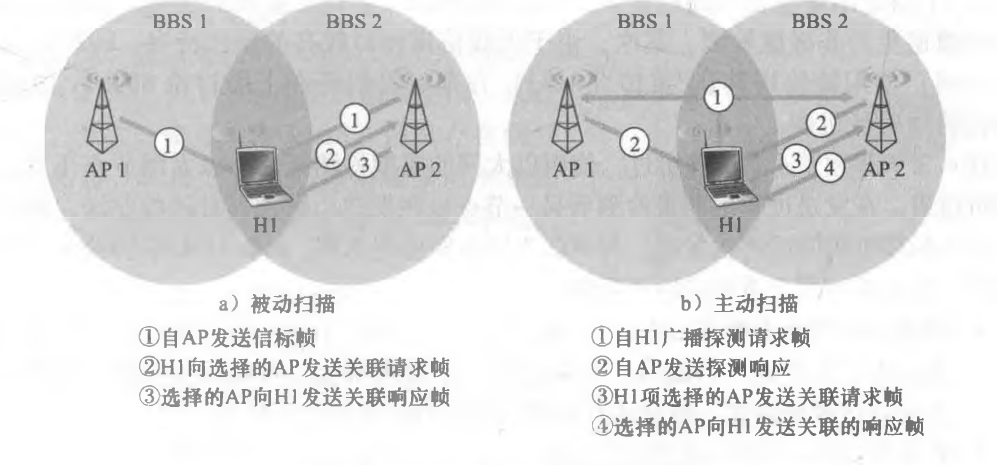 BBS 1
BBS 2
①
①
②
③
AP 1
AP 2
H1
a）被动扫描
①自AP发送信标帧
②H1向选择的AP发送关联请求帧
③选择的AP向H1发送关联响应帧
BBS 1
BBS 2
①
②
②
③
④
AP 1
AP 2
H1
b）主动扫描
①自H1广播探测请求帧
②自AP发送探测响应
③H1项选择的AP发送关联请求帧
④选择的AP向H1发送关联的响应帧